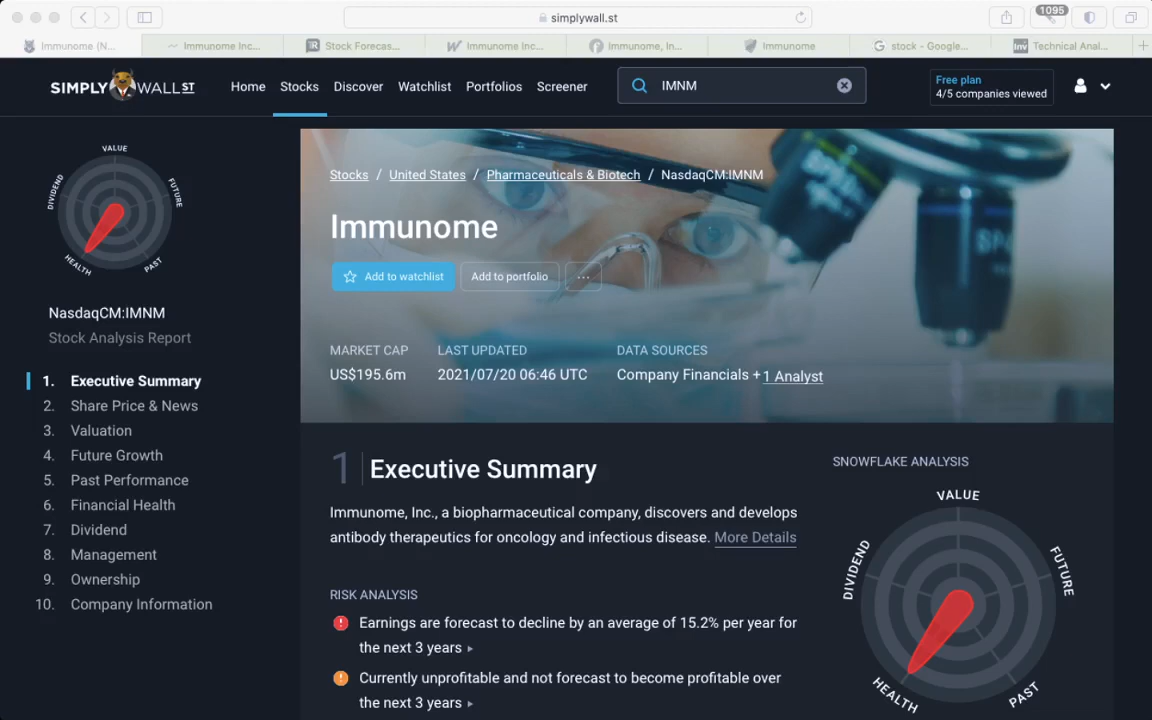 simplywall.st
1095
Immunome (N...
Immunome Inc...
Stock Forecas...
Immunome Inc...
Immunome, In...
Immunome
stock - Google...
Inv
Technical Anal...
SIMPLY WALL ST
Home
Stocks
Discover
Watchlist
Portfolios
Screener
IMNM
Free plan
4/5 companies viewed
VALUE
FUTURE
PAST
HEALTH
DIVIDEND
NasdaqCM:IMNM
Stock Analysis Report
1. Executive Summary
2. Share Price & News
3. Valuation
4. Future Growth
5. Past Performance
6. Financial Health
7. Dividend
8. Management
9. Ownership
10. Company Information
Stocks / United States / Pharmaceuticals & Biotech / NasdaqCM:IMNM
Immunome
Add to watchlist
Add to portfolio
...
MARKET CAP
US$195.6m
LAST UPDATED
2021/07/20 06:46 UTC
DATA SOURCES
Company Financials + 1 Analyst
1 Executive Summary
Immunome, Inc., a biopharmaceutical company, discovers and develops
antibody therapeutics for oncology and infectious disease. More Details
RISK ANALYSIS
Earnings are forecast to decline by an average of 15.2% per year for
the next 3 years
Currently unprofitable and not forecast to become profitable over
the next 3 years
SNOWFLAKE ANALYSIS
VALUE
FUTURE
PAST
HEALTH
DIVIDEND